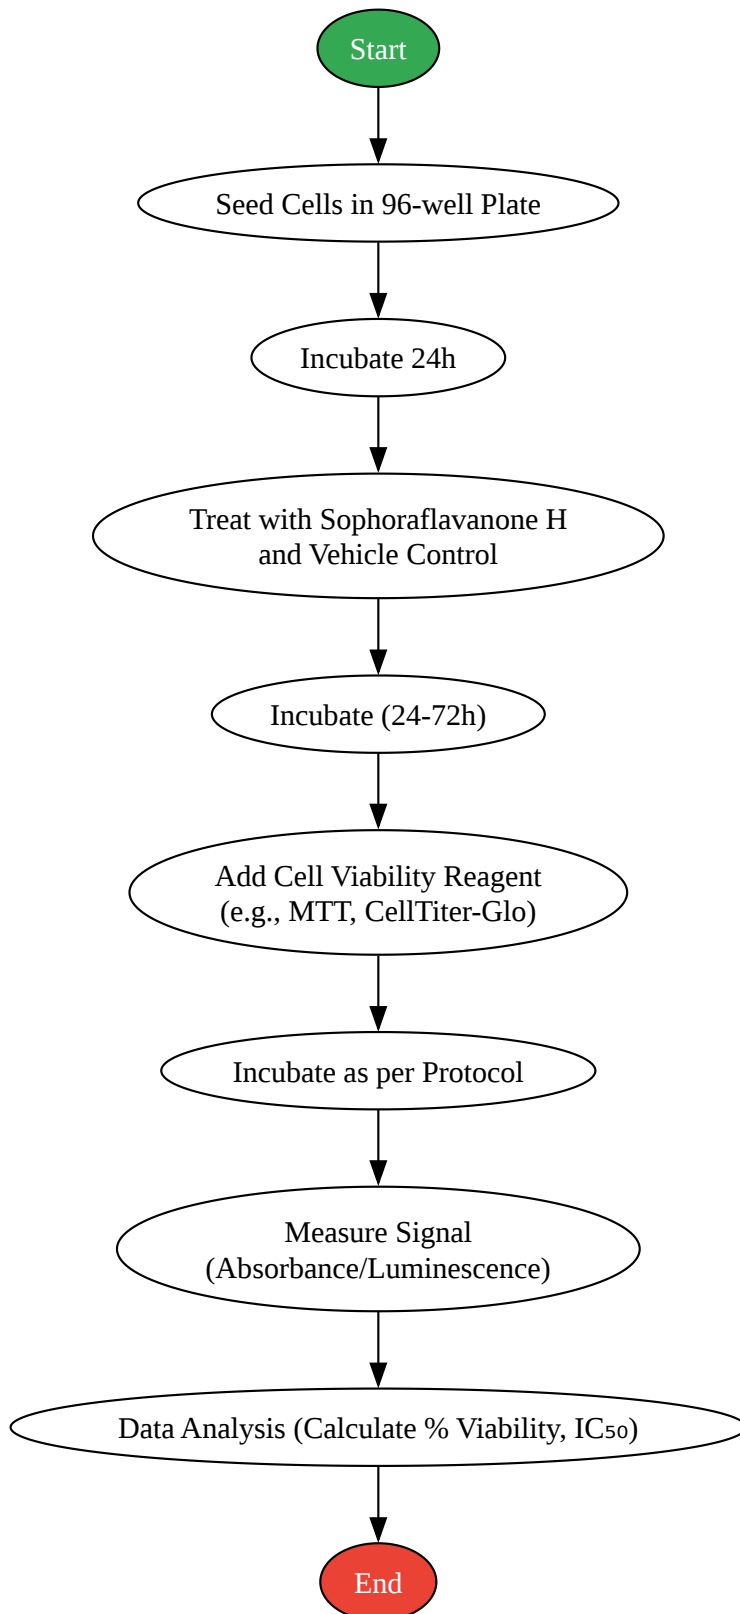 Start
Seed Cells in 96-well Plate
Incubate 24h
Treat with Sophoraflavanone H
and Vehicle Control
Incubate (24-72h)
Add Cell Viability Reagent
(e.g., MTT, CellTiter-Glo)
Incubate as per Protocol
Measure Signal
(Absorbance/Luminescence)
Data Analysis (Calculate % Viability, IC₅₀)
End